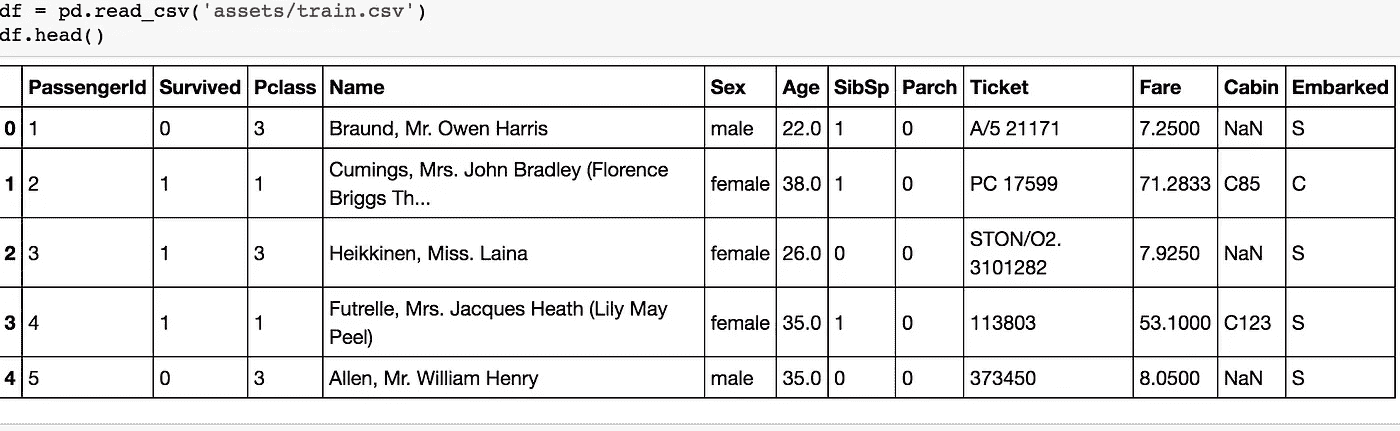 df = pd.read_csv('assets/train.csv')
df.head()
PassengerId Survived Pclass Name Sex Age SibSp Parch Ticket Fare Cabin Embarked
0 1 0 3 Braund, Mr. Owen Harris male 22.0 1 0 A/5 21171 7.2500 NaN S
1 2 1 1 Cumings, Mrs. John Bradley (Florence Briggs Th... female 38.0 1 0 PC 17599 71.2833 C85 C
2 3 1 3 Heikkinen, Miss. Laina female 26.0 0 0 STON/O2. 3101282 7.9250 NaN S
3 4 1 1 Futrelle, Mrs. Jacques Heath (Lily May Peel) female 35.0 1 0 113803 53.1000 C123 S
4 5 0 3 Allen, Mr. William Henry male 35.0 0 0 373450 8.0500 NaN S